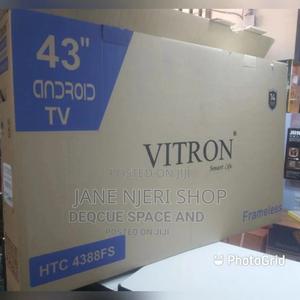 43"
android
TV
POSTED ON JIJI
VITRON®
Smart Life
JANE NJERI SHOP
DEQCUE SPACE AND
POSTED ON JIJI
Frameless
HTC 4388FS
PhotoGrid